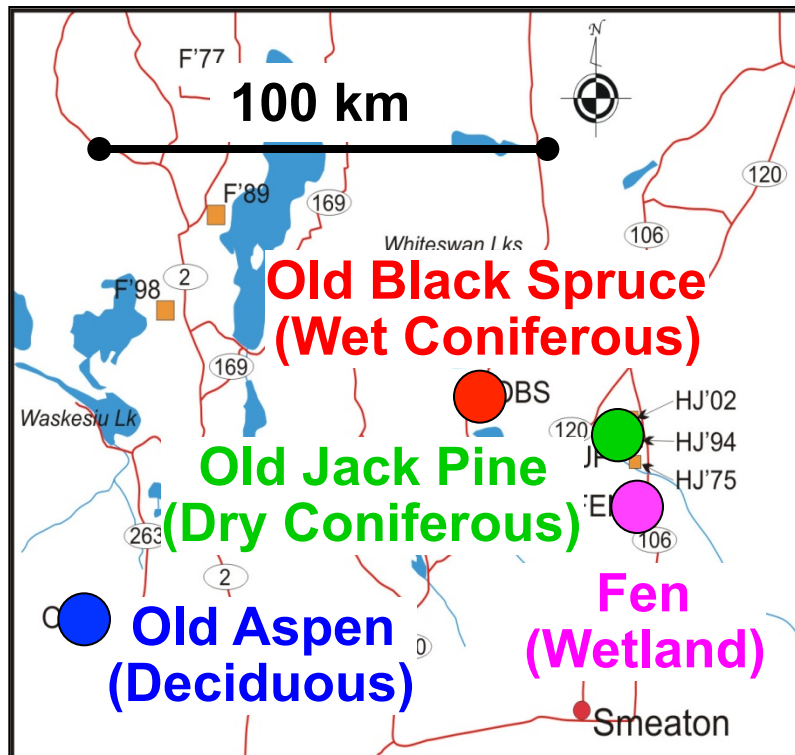 F'77
N
100 km
120
F'89
169
106
Whiteswan Lks
2
Old Black Spruce
(Wet Coniferous)
F'98
169
OBS
HJ'02
Waskesiu Lk
120
HJ'94
Old Jack Pine
(Dry Coniferous)
HJ'75
263
106
2
Fen
(Wetland)
Old Aspen
(Deciduous)
Smeaton